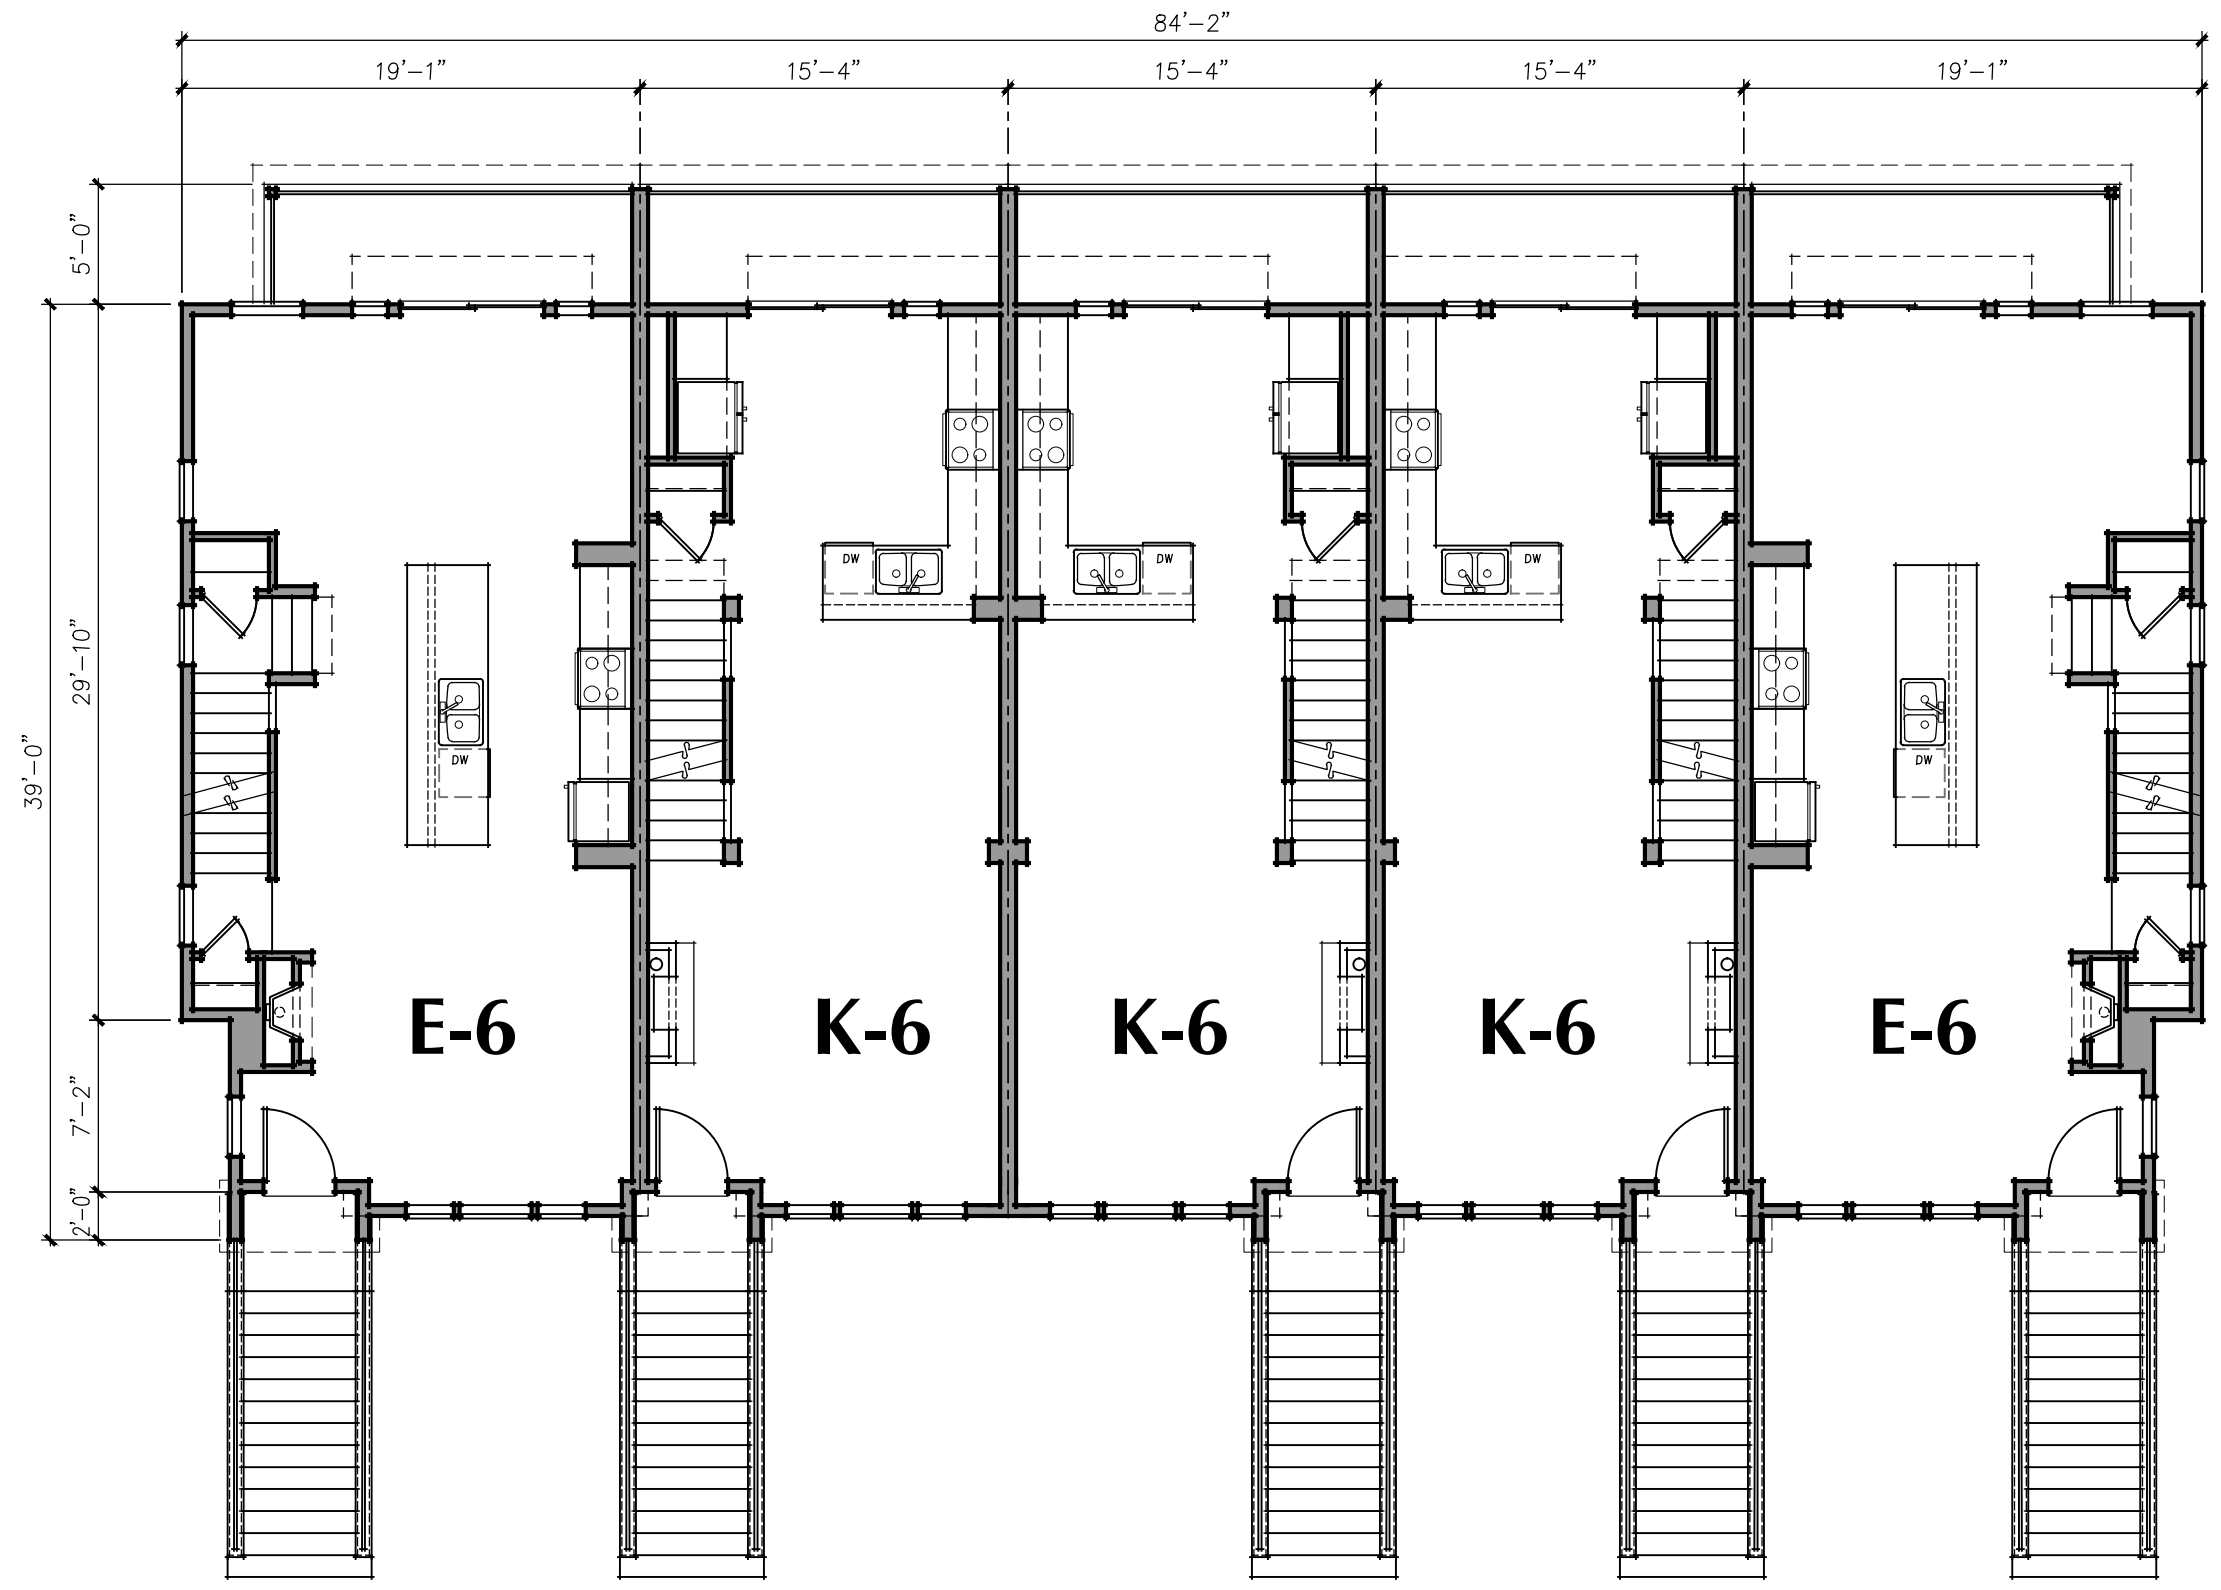 84'-2"
19'-1" 15'-4" 15'-4" 15'-4" 19'-1"
5'-0"
29'-10"
39'-0"
7'-2"
2'-0"
DW DW DW
DW DW
E-6 K-6 K-6 K-6 E-6